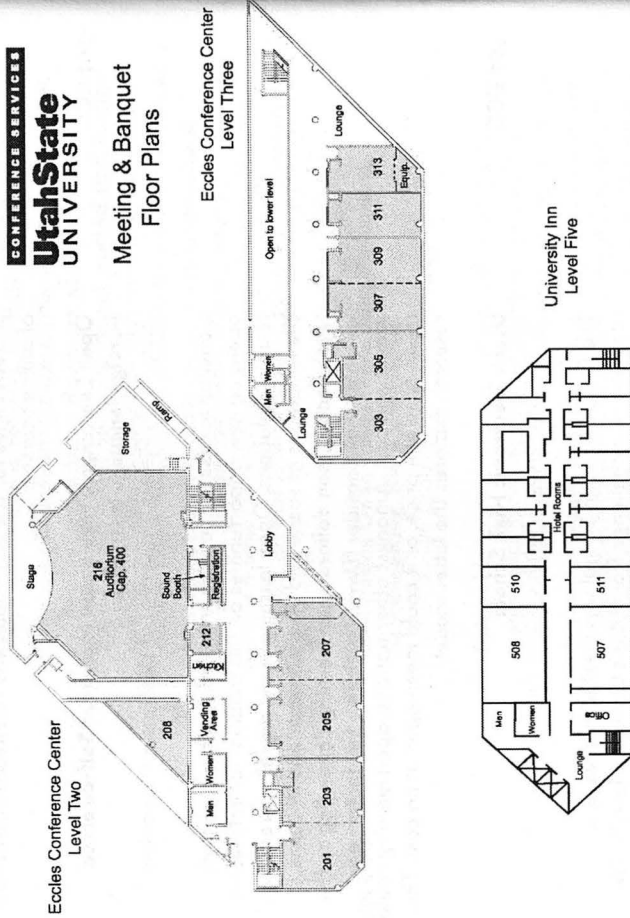 CONFERENCE SERVICES
UtahState
UNIVERSITY
Meeting & Banquet
Floor Plans
Eccles Conference Center
Level Two
Stage
Storage
Ramp
216
Auditorium
Cap. 400
Sound
Booth
Registration
Lobby
212
Kitchen
208
Vending
Area
Women
Men
201
203
205
207
Eccles Conference Center
Level Three
Open to lower level
Lounge
Men
Women
Lounge
303
305
307
309
311
313
Equip.
University Inn
Level Five
Men
Women
Lounge
Office
508
510
507
511
Hotel Rooms